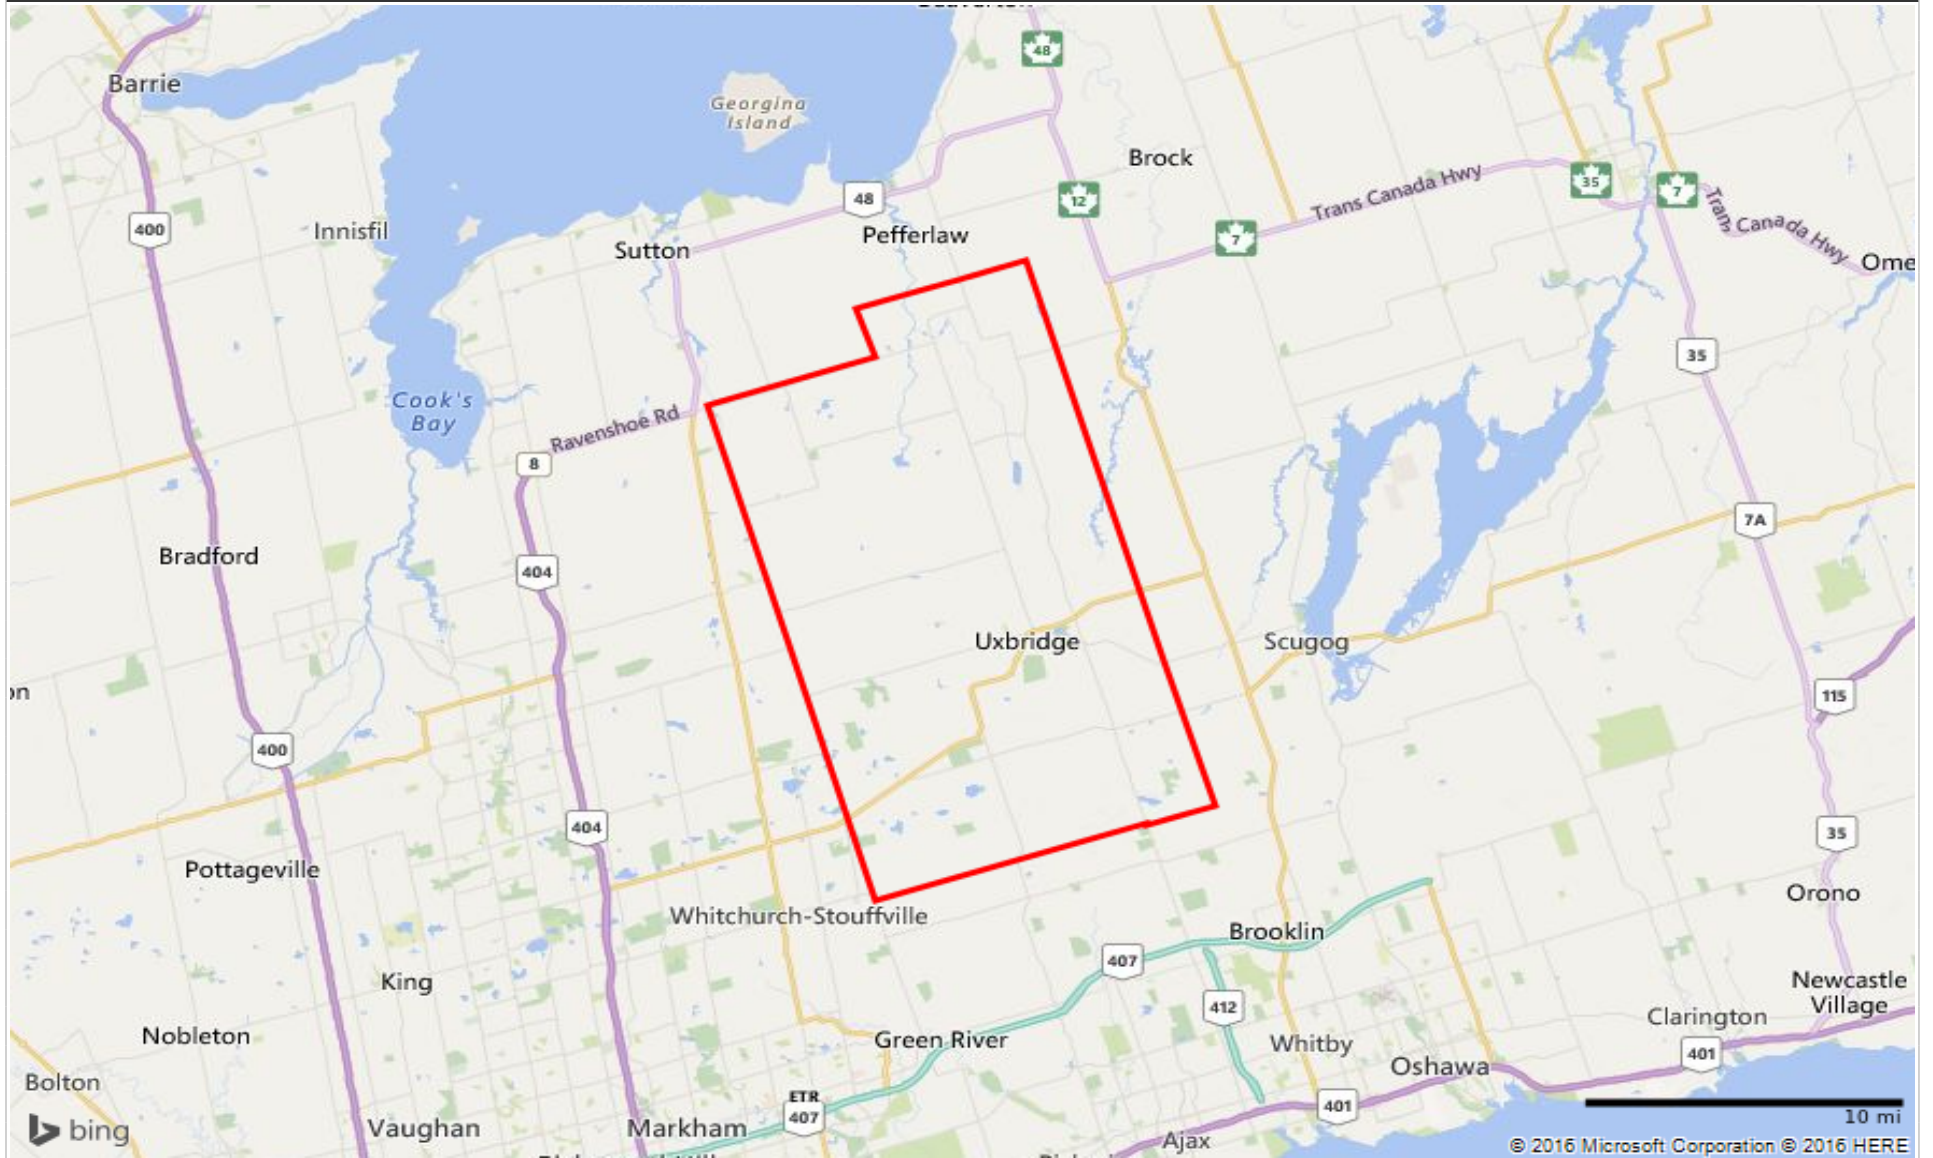 48
Barrie
Georgina
Island
Brock
Trans Canada Hwy
35
7
Trans Canada Hwy
12
48
400
Innisfil
Pefferlaw
7
Sutton
Ome
35
Cook's
Bay
Ravenshoe Rd
8
7A
Bradford
404
Uxbridge
Scugog
on
115
400
404
35
Pottageville
Orono
Whitchurch-Stouffville
Brooklin
407
King
Newcastle
Village
412
Clarington
Nobleton
Green River
Whitby
401
Oshawa
Bolton
ETR
407
401
10 mi
bing
Vaughan
Markham
Ajax
© 2016 Microsoft Corporation © 2016 HERE